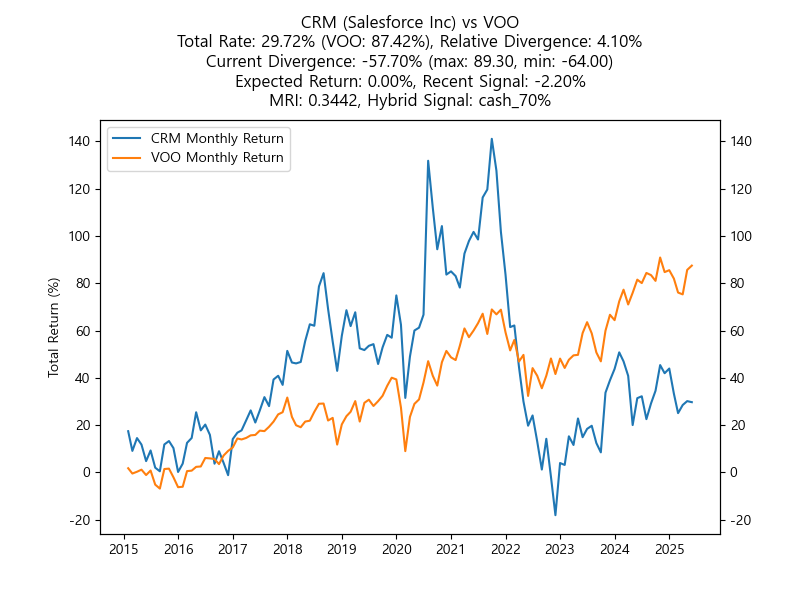 CRM (Salesforce Inc) vs VOO
Total Rate: 29.72% (VOO: 87.42%), Relative Divergence: 4.10%
Current Divergence: -57.70% (max: 89.30, min: -64.00)
Expected Return: 0.00%, Recent Signal: -2.20%
MRI: 0.3442, Hybrid Signal: cash_70%
CRM Monthly Return
VOO Monthly Return
Total Return (%)
140
120
100
80
60
40
20
0
-20
140
120
100
80
60
40
20
0
-20
2015 2016 2017 2018 2019 2020 2021 2022 2023 2024 2025